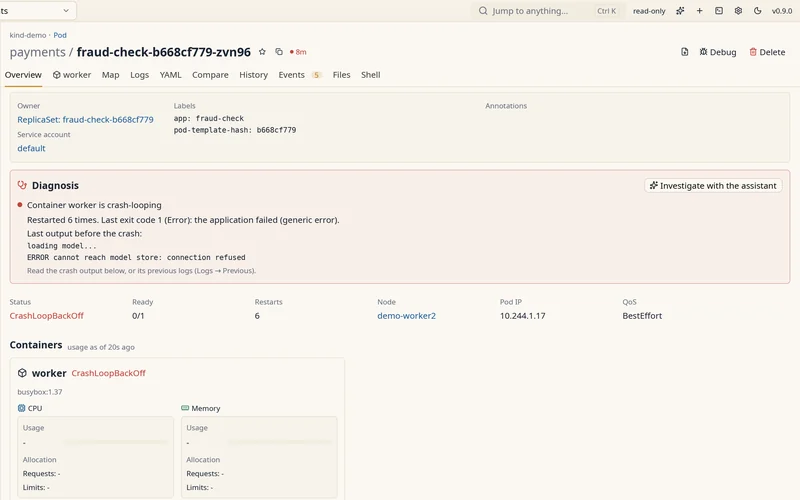 ts
Jump to anything... Ctrl K read-only v0.9.0
kind-demo · Pod
payments / fraud-check-b668cf779-zvn96 8m
Debug Delete
Overview worker Map Logs YAML Compare History Events 5 Files Shell
Owner Labels Annotations
ReplicaSet: fraud-check-b668cf779
app: fraud-check
pod-template-hash: b668cf779
Service account
default
Diagnosis
Investigate with the assistant
Container worker is crash-looping
Restarted 6 times. Last exit code 1 (Error): the application failed (generic error).
Last output before the crash:
loading model...
ERROR cannot reach model store: connection refused
Read the crash output below, or its previous logs (Logs → Previous).
Status Ready Restarts Node Pod IP QoS
CrashLoopBackOff 0/1 6 demo-worker2 10.244.1.17 BestEffort
Containers usage as of 20s ago
worker CrashLoopBackOff
busybox:1.37
CPU Memory
Usage Usage
- -
Allocation Allocation
Requests: - Requests: -
Limits: - Limits: -